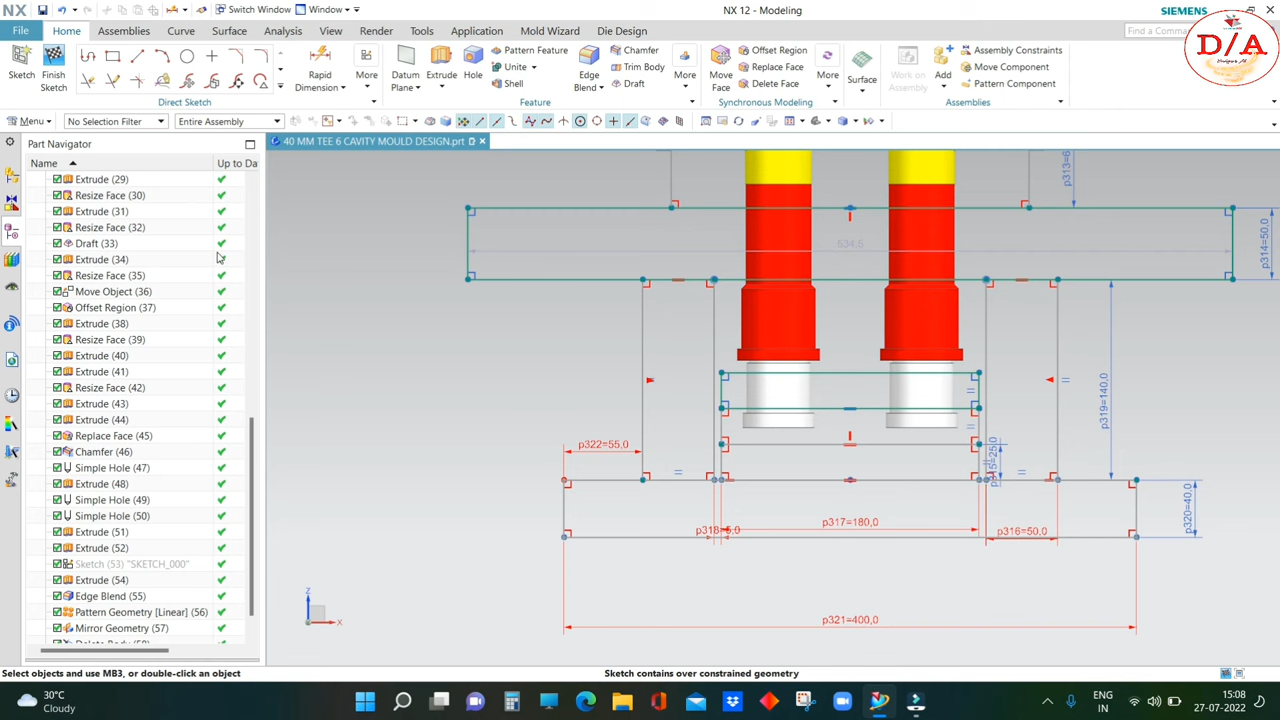 NX
Switch Window
Window
NX 12 - Modeling
SIEMENS
File
Home
Assemblies
Curve
Surface
Analysis
View
Render
Tools
Application
Mold Wizard
Die Design
Find a Comma
D/A
Sketch
Finish
Sketch
Rapid
Dimension
More
Direct Sketch
Datum
Plane
Extrude
Hole
Pattern Feature
Unite
Edge
Blend
Chamfer
Trim Body
Draft
More
Feature
Move
Face
Offset Region
Replace Face
Delete Face
More
Synchronous Modeling
Surface
Work on
Assembly
Add
Assembly Constraints
Move Component
Pattern Component
Assemblies
Menu
No Selection Filter
Entire Assembly
Part Navigator
40 MM TEE 6 CAVITY MOULD DESIGN.prt
Name
Up to Da
Extrude (29)
Resize Face (30)
Extrude (31)
Resize Face (32)
Draft (33)
Extrude (34)
Resize Face (35)
Move Object (36)
Offset Region (37)
Extrude (38)
Resize Face (39)
Extrude (40)
Extrude (41)
Resize Face (42)
Extrude (43)
Extrude (44)
Replace Face (45)
Chamfer (46)
Simple Hole (47)
Extrude (48)
Simple Hole (49)
Simple Hole (50)
Extrude (51)
Extrude (52)
Sketch (53) "SKETCH_000"
Extrude (54)
Edge Blend (55)
Pattern Geometry [Linear] (56)
Mirror Geometry (57)
p313=6
534,5
p314=50,0
p319=140,0
p322=55,0
p317=180,0
p316=50,0
p320=40,0
p321=400,0
Z
X
Select objects and use MB3, or double-click an object
Sketch contains over constrained geometry
30°C
Cloudy
ENG
IN
15:08
27-07-2022